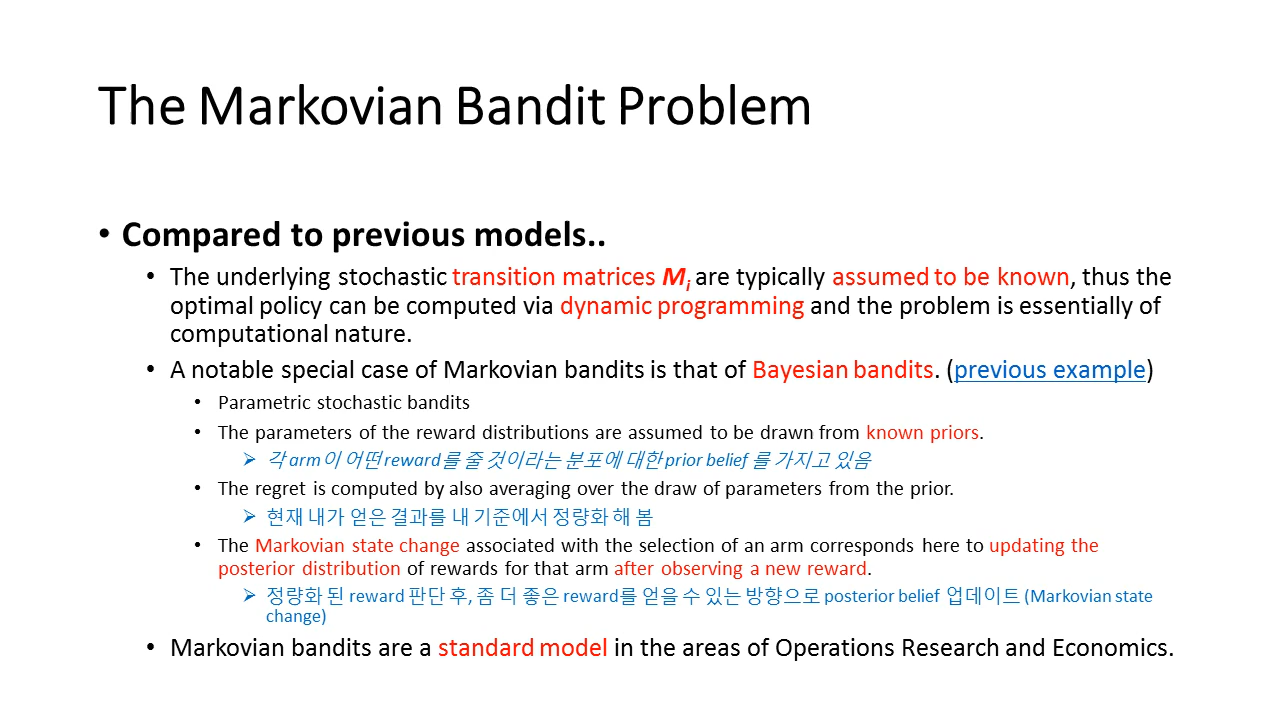 The Markovian Bandit Problem
• Compared to previous models..
• The underlying stochastic transition matrices Mi are typically assumed to be known, thus the
optimal policy can be computed via dynamic programming and the problem is essentially of
computational nature.
• A notable special case of Markovian bandits is that of Bayesian bandits. (previous example)
• Parametric stochastic bandits
• The parameters of the reward distributions are assumed to be drawn from known priors.
➢ 각 arm이 어떤 reward를 줄 것이라는 분포에 대한 prior belief 를 가지고 있음
• The regret is computed by also averaging over the draw of parameters from the prior.
➢ 현재 내가 얻은 결과를 내 기준에서 정량화 해 봄
• The Markovian state change associated with the selection of an arm corresponds here to updating the
posterior distribution of rewards for that arm after observing a new reward.
➢ 정량화 된 reward 판단 후, 좀 더 좋은 reward를 얻을 수 있는 방향으로 posterior belief 업데이트 (Markovian state
change)
• Markovian bandits are a standard model in the areas of Operations Research and Economics.